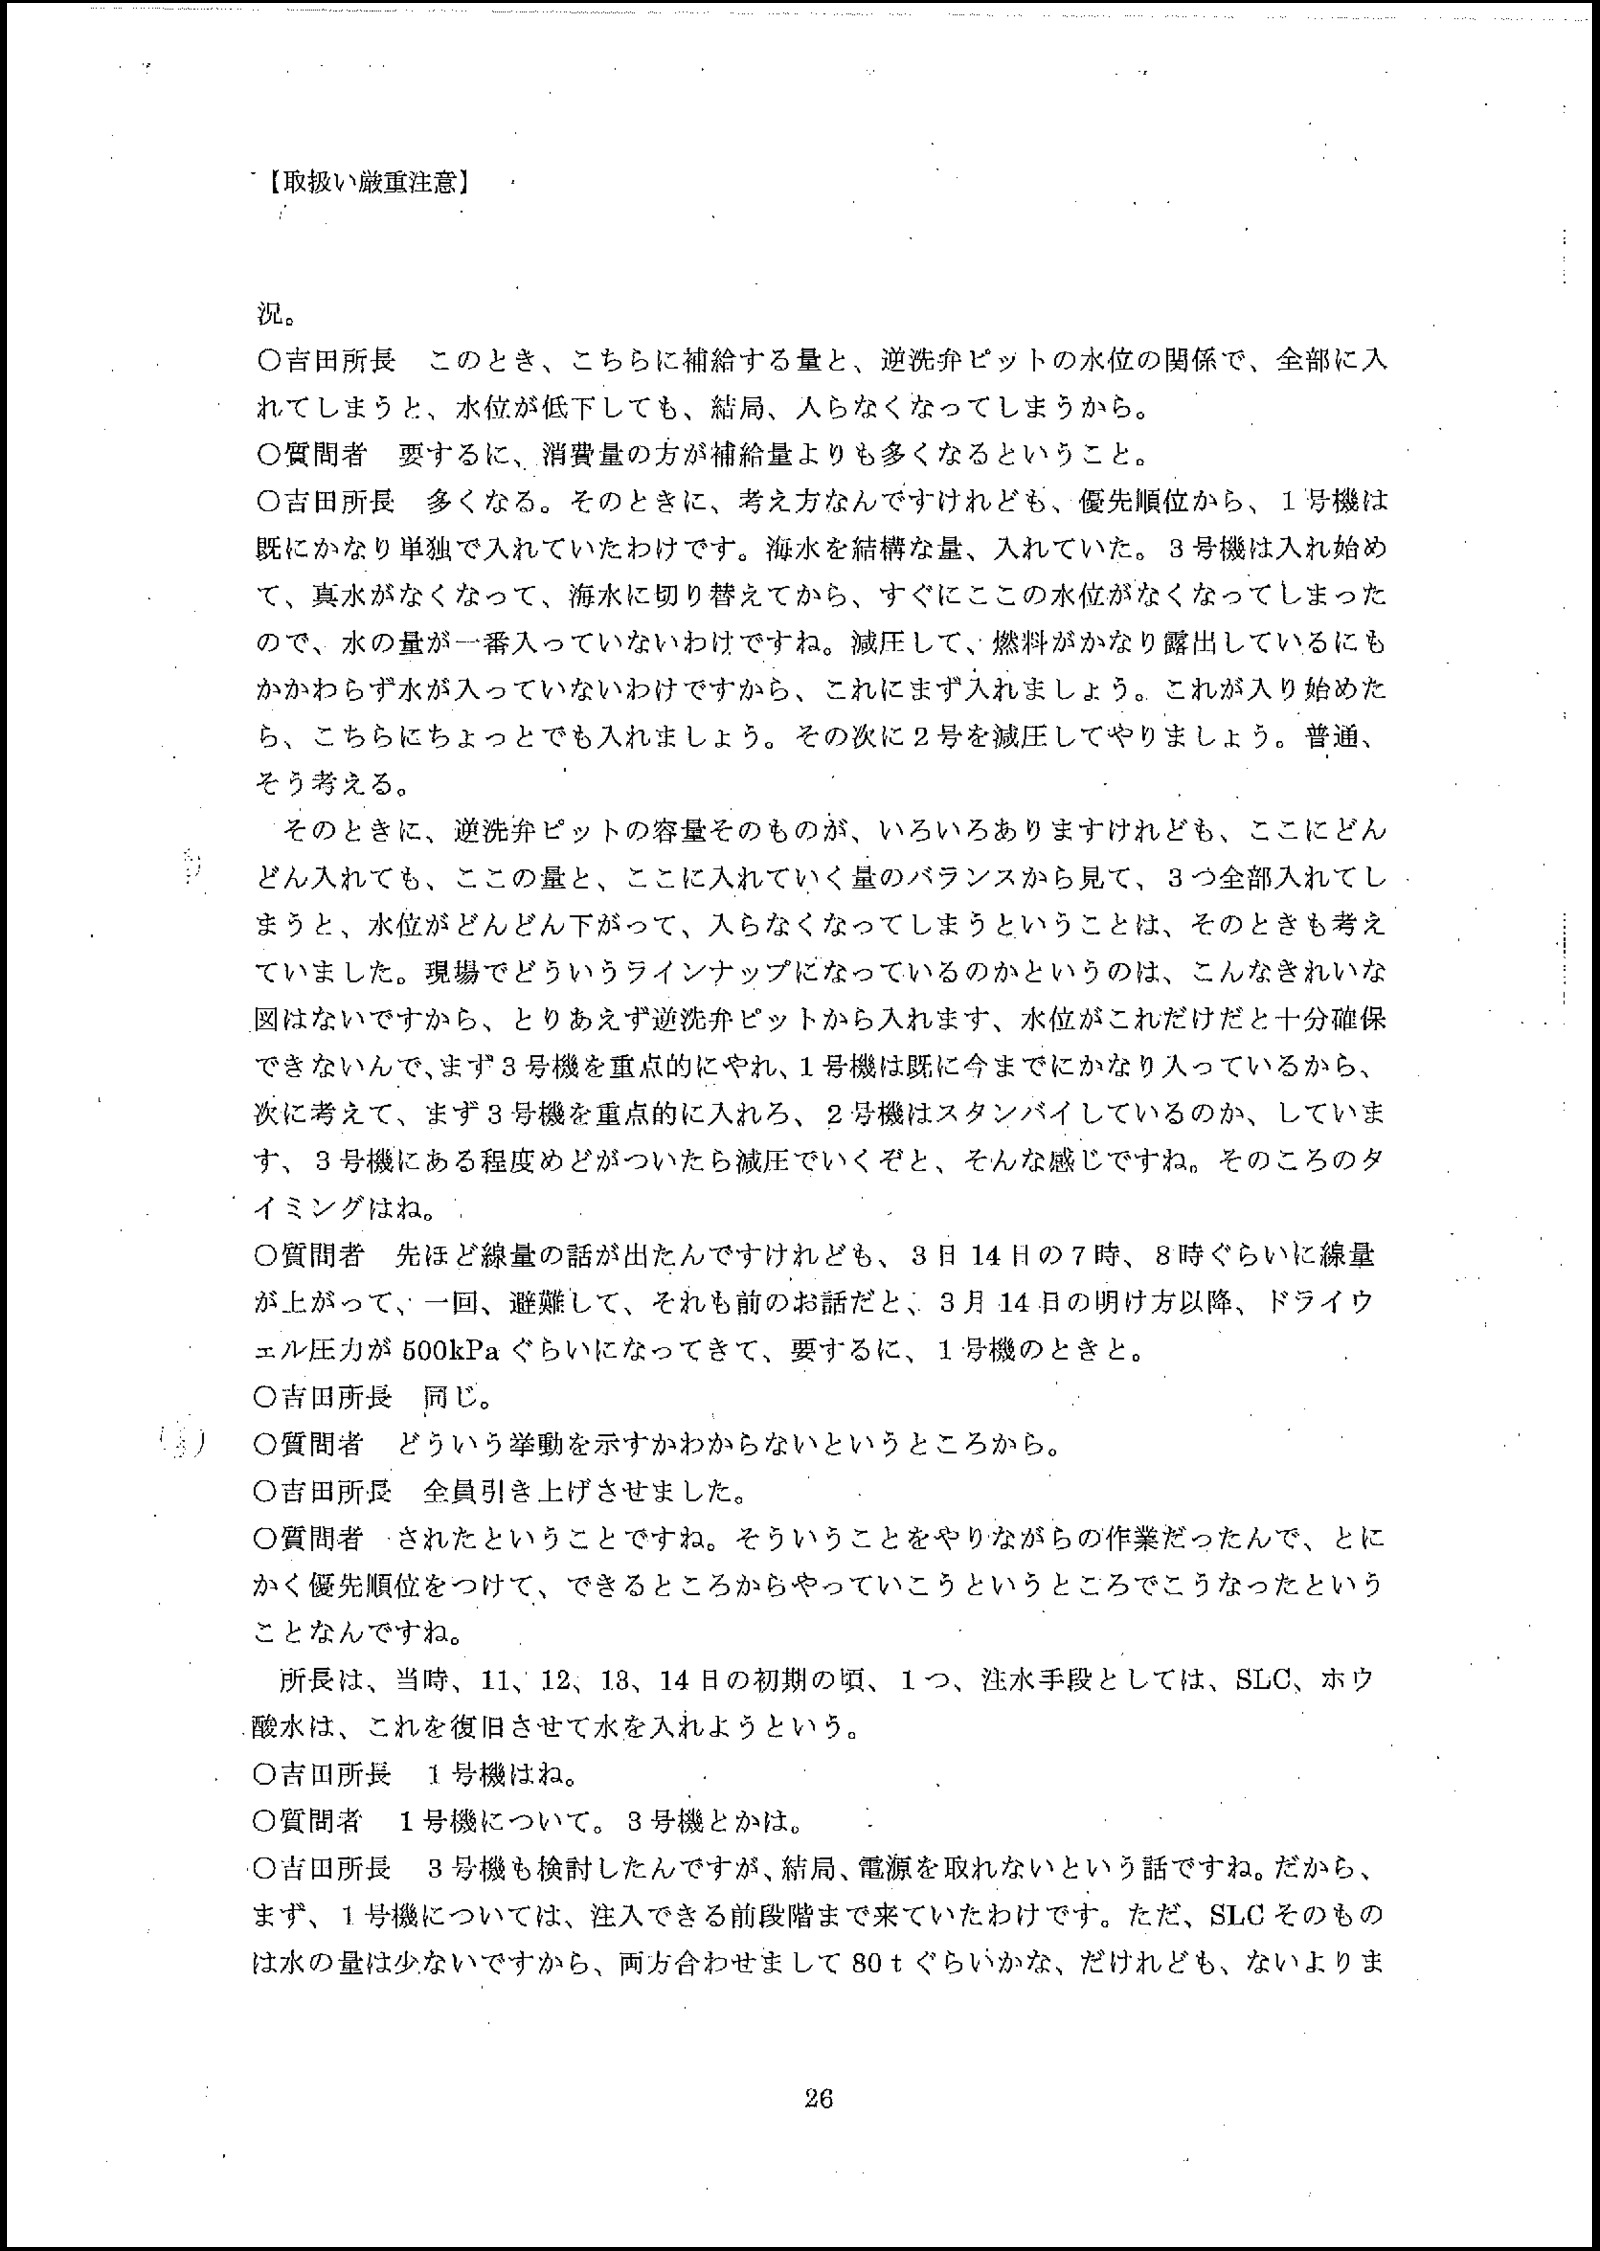 【取扱い厳重注意】
況。
○吉田所長　このとき、こちらに補給する量と、逆洗弁ピットの水位の関係で、全部に入
れてしまうと、水位が低下しても、結局、入らなくなってしまうから。
○質問者　要するに、消費量の方が補給量よりも多くなるということ。
○吉田所長　多くなる。そのときに、考え方なんですけれども、優先順位から、１号機は
既にかなり単独で入れていたわけです。海水を結構な量、入れていた。３号機は入れ始め
て、真水がなくなって、海水に切り替えてから、すぐにここの水位がなくなってしまった
ので、水の量が一番入っていないわけですね。減圧して、燃料がかなり露出しているにも
かかわらず水が入っていないわけですから、これにまず入れましょう。これが入り始めた
ら、こちらにちょっとでも入れましょう。その次に２号を減圧してやりましょう。普通、
そう考える。
　そのときに、逆洗弁ピットの容量そのものが、いろいろありますけれども、ここにどん
どん入れても、ここの量と、ここに入れていく量のバランスから見て、３つ全部入れてし
まうと、水位がどんどん下がって、入らなくなってしまうということは、そのときも考え
ていました。現場でどういうラインナップになっているのかというのは、こんなきれいな
図はないですから、とりあえず逆洗弁ピットから入れます、水位がこれだけだと十分確保
できないんで、まず３号機を重点的にやれ、１号機は既に今までにかなり入っているから、
次に考えて、まず３号機を重点的に入れろ、２号機はスタンバイしているのか、していま
す、３号機にある程度めどがついたら減圧でいくぞと、そんな感じですね。そのころのタ
イミングはね。
○質問者　先ほど線量の話が出たんですけれども、３日 14 日の７時、８時ぐらいに線量
が上がって、一回、避難して、それも前のお話だと、３月 14 日の明け方以降、ドライウ
ェル圧力が 500kPa ぐらいになってきて、要するに、１号機のときと。
○吉田所長　同じ。
○質問者　どういう挙動を示すかわからないというところから。
○吉田所長　全員引き上げさせました。
○質問者　されたということですね。そういうことをやりながらの作業だったんで、とに
かく優先順位をつけて、できるところからやっていこうというところでこうなったという
ことなんですね。
　所長は、当時、11、12、13、14 日の初期の頃、１つ、注水手段としては、SLC、ホウ
酸水は、これを復旧させて水を入れようという。
○吉田所長　１号機はね。
○質問者　１号機について。３号機とかは。
○吉田所長　３号機も検討したんですが、結局、電源を取れないという話ですね。だから、
まず、１号機については、注入できる前段階まで来ていたわけです。ただ、SLC そのもの
は水の量は少ないですから、両方合わせまして 80ｔぐらいかな、だけれども、ないよりま
26